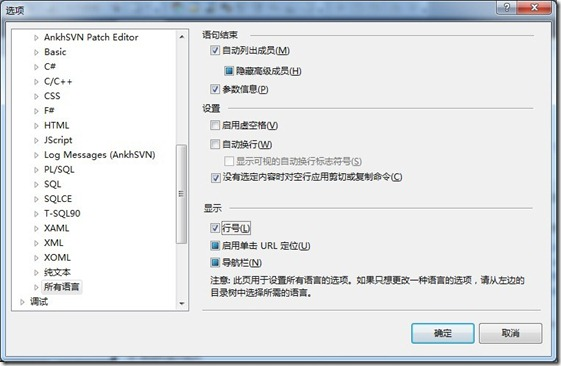 选项
AnkhSVN Patch Editor
Basic
C#
C/C++
CSS
F#
HTML
JScript
Log Messages (AnkhSVN)
PL/SQL
SQL
SQLCE
T-SQL90
XAML
XML
XOML
纯文本
所有语言
调试
语句结束
自动列出成员(M)
隐藏高级成员(H)
参数信息(P)
设置
启用虚空格(V)
自动换行(W)
显示可视的自动换行标志符号(S)
没有选定内容时对空行应用剪切或复制命令(C)
显示
行号(L)
启用单击 URL 定位(U)
导航栏(N)
注意: 此页用于设置所有语言的选项。如果只想更改一种语言的选项，请从左边的
目录树中选择所需的语言。
确定
取消